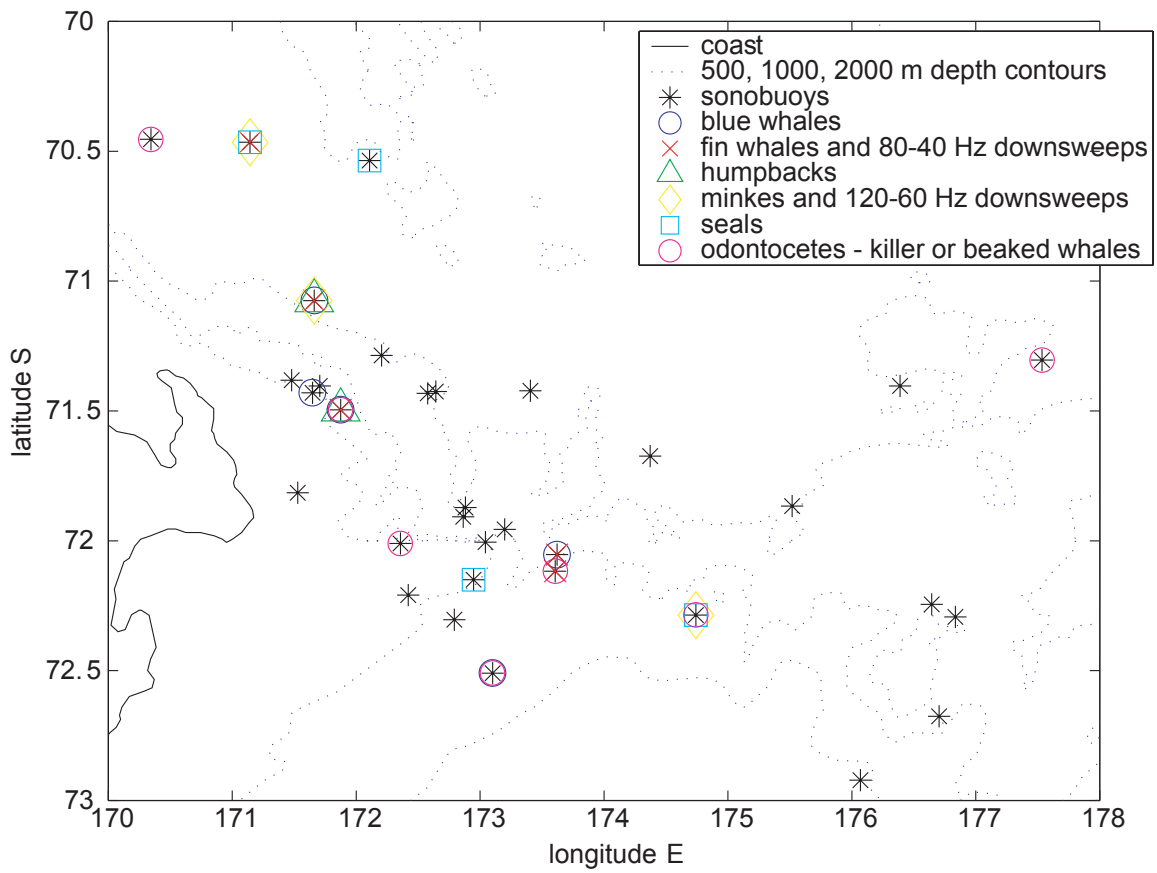 70
70.5
71
71.5
72
72.5
73
170
171
172
173
174
175
176
177
178
latitude S
longitude E
coast
500, 1000, 2000 m depth contours
sonobuoys
blue whales
fin whales and 80-40 Hz downsweeps
humpbacks
minkes and 120-60 Hz downsweeps
seals
odontocetes - killer or beaked whales